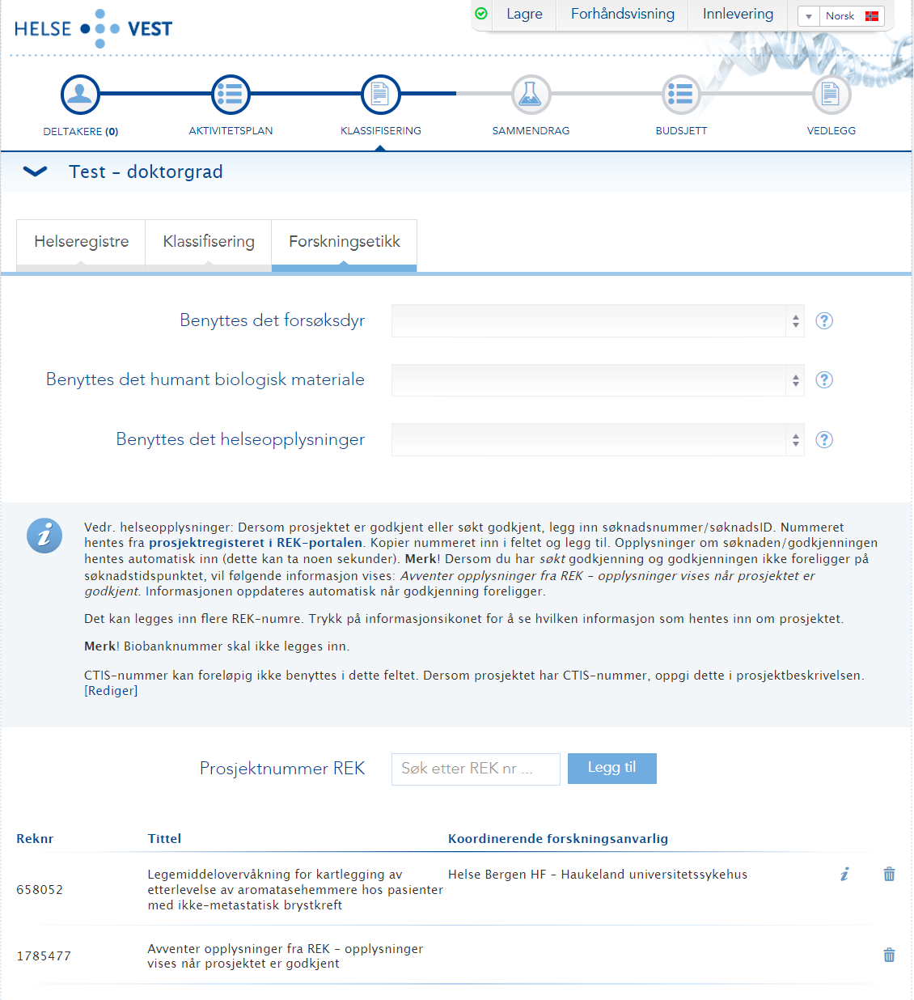 HELSE VEST
Lagre
Forhåndsvisning
Innlevering
Norsk
DELTAKERE (0)
AKTIVITETSPLAN
KLASSIFISERING
SAMMENDRAG
BUDSJETT
VEDLEGG
Test – doktorgrad
Helseregistre
Klassifisering
Forskningsetikk
Benyttes det forsøksdyr
?
Benyttes det humant biologisk materiale
?
Benyttes det helseopplysninger
?
Vedr. helseopplysninger: Dersom prosjektet er godkjent eller søkt godkjent, legg inn søknadsnummer/søknadsID. Nummeret
hentes fra prosjektregisteret i REK-portalen. Kopier nummeret inn i feltet og legg til. Opplysninger om søknaden/godkjenningen
hentes automatisk inn (dette kan ta noen sekunder). Merk! Dersom du har søkt godkjenning og godkjenningen ikke foreligger på
søknadstidspunktet, vil følgende informasjon vises: Avventer opplysninger fra REK – opplysninger vises når prosjektet er
godkjent. Informasjonen oppdateres automatisk når godkjenning foreligger.
Det kan legges inn flere REK-numre. Trykk på informasjonsikonet for å se hvilken informasjon som hentes inn om prosjektet.
Merk! Biobanknummer skal ikke legges inn.
CTIS-nummer kan foreløpig ikke benyttes i dette feltet. Dersom prosjektet har CTIS-nummer, oppgi dette i prosjektbeskrivelsen.
[Rediger]
Prosjektnummer REK
Søk etter REK nr ...
Legg til
Reknr
Tittel
Koordinerende forskningsanvarlig
658052
Legemiddelovervåkning for kartlegging av
etterlevelse av aromatasehemmere hos pasienter
med ikke-metastatisk brystkreft
Helse Bergen HF – Haukeland universitetssykehus
1785477
Avventer opplysninger fra REK – opplysninger
vises når prosjektet er godkjent